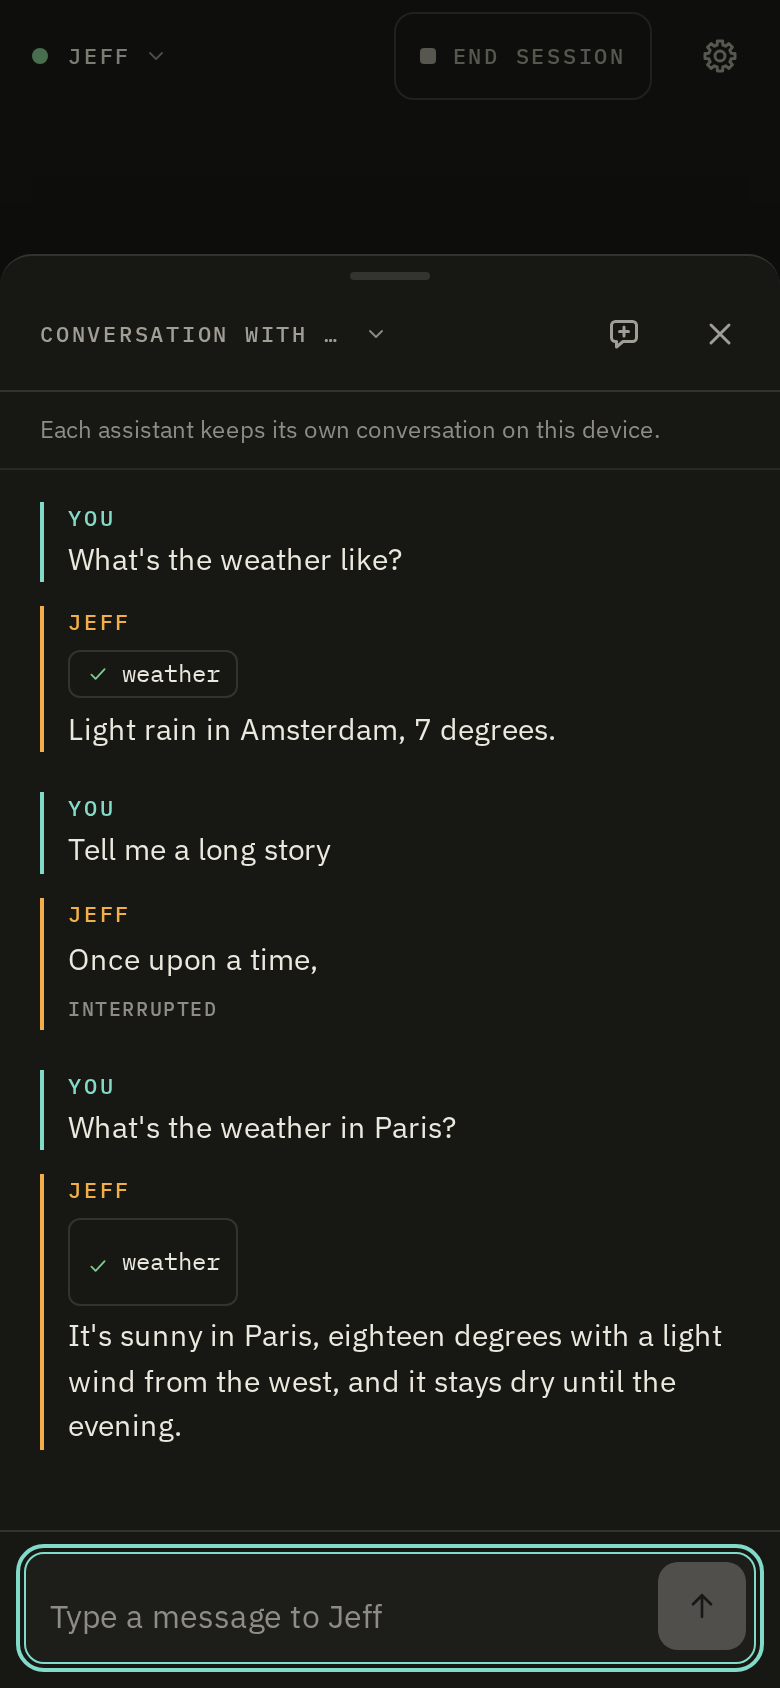 JEFF
END SESSION
CONVERSATION WITH …
Each assistant keeps its own conversation on this device.
YOU
What's the weather like?
JEFF
weather
Light rain in Amsterdam, 7 degrees.
YOU
Tell me a long story
JEFF
Once upon a time,
INTERRUPTED
YOU
What's the weather in Paris?
JEFF
weather
It's sunny in Paris, eighteen degrees with a light
wind from the west, and it stays dry until the
evening.
Type a message to Jeff